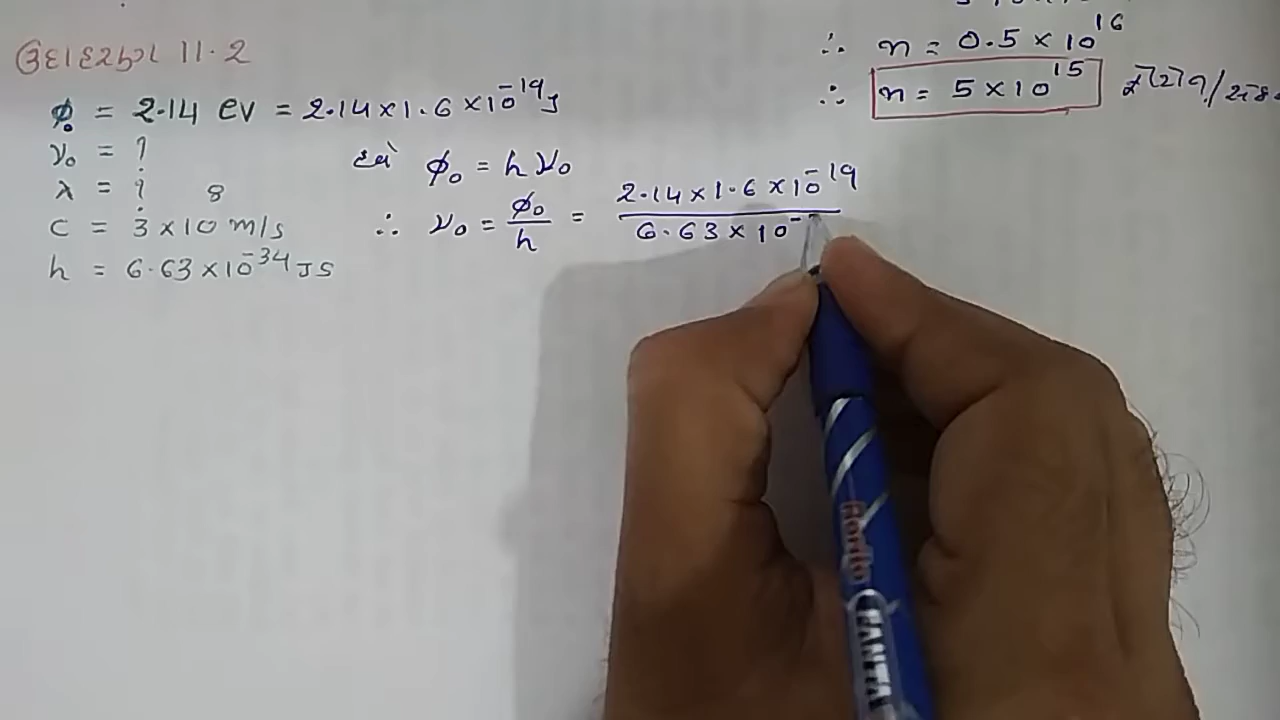 ઉદાહરણ 11.2
φ₀ = 2.14 ev = 2.14 × 1.6 × 10⁻¹⁹ J
ν₀ = ?
λ = ?
c = 3 × 10⁸ m/s
h = 6.63 × 10⁻³⁴ JS
હવે φ₀ = hν₀
∴ ν₀ = φ₀/h = 2.14 × 1.6 × 10⁻¹⁹ / 6.63 × 10⁻
∴ n = 0.5 × 10¹⁶
∴ n = 5 × 10¹⁵